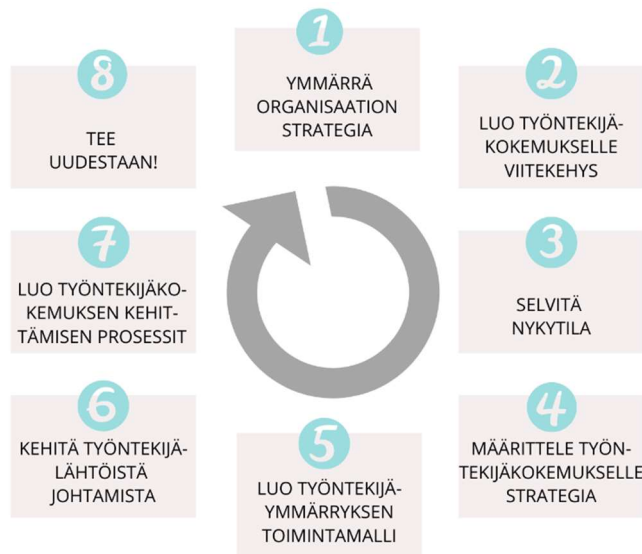 1
YMMÄRRÄ
ORGANISAATION
STRATEGIA
2
LUO TYÖNTEKIJÄ-
KOKEMUKSELLE
VIITEKEHYS
3
SELVITÄ
NYKYTILA
4
MÄÄRITTELE TYÖN-
TEKIJÄKOKEMUKSELLE
STRATEGIA
5
LUO TYÖNTEKIJÄ-
YMMÄRRYKSEN
TOIMINTAMALLI
6
KEHITÄ TYÖNTEKIJÄ-
LÄHTÖISTÄ
JOHTAMISTA
7
LUO TYÖNTEKIJÄKO-
KEMUKSEN KEHIT-
TÄMISEN PROSESSIT
8
TEE
UUDESTAAN!